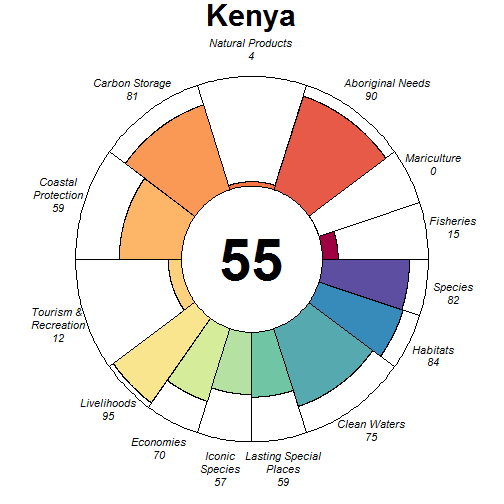 Kenya
Natural Products
4
Carbon Storage
81
Aboriginal Needs
90
Mariculture
0
Coastal
Protection
59
Fisheries
15
55
Species
82
Tourism &
Recreation
12
Habitats
84
Livelihoods
95
Clean Waters
75
Economies
70
Iconic
Species
57
Lasting Special
Places
59